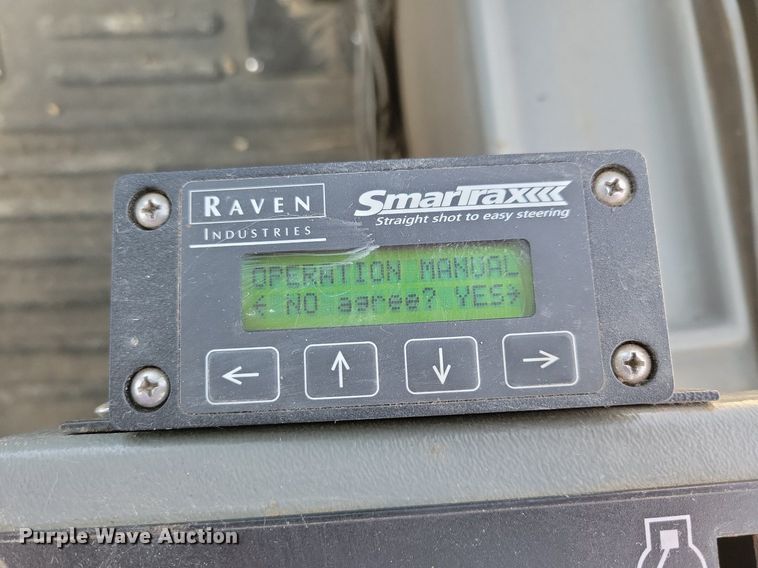 RAVEN
INDUSTRIES
SmarTrax
Straight shot to easy steering
OPERATION MANUAL
← NO agree? YES→
←
↑
↓
→
Purple Wave Auction